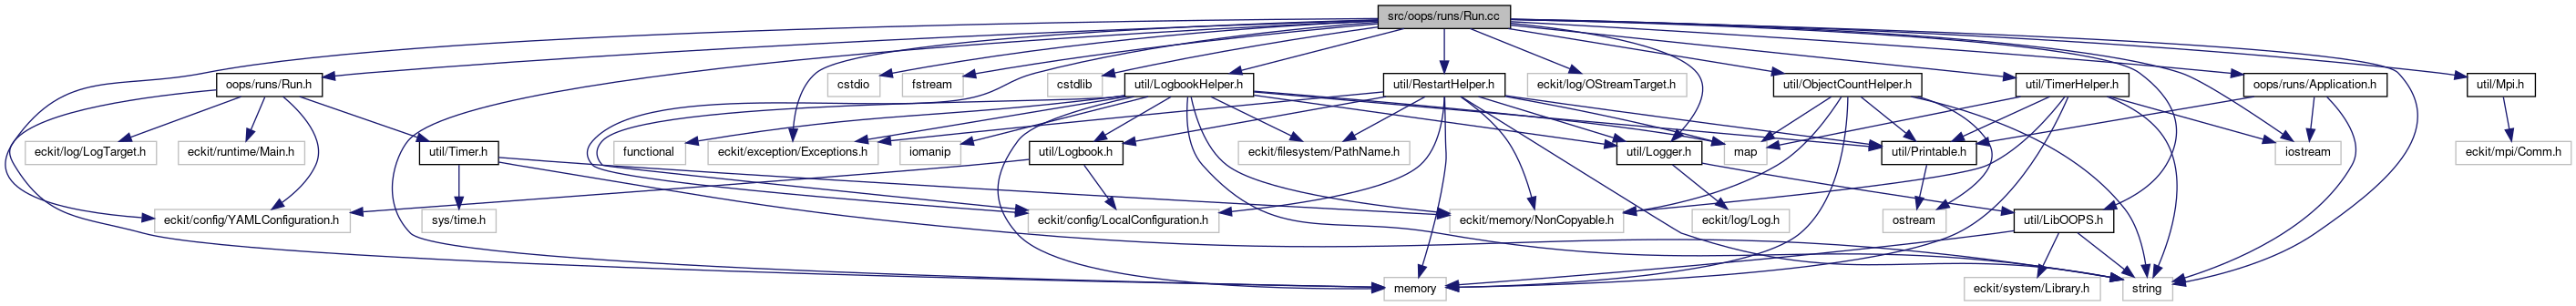 src/oops/runs/Run.cc
oops/runs/Run.h
cstdio
fstream
cstdlib
util/LogbookHelper.h
util/RestartHelper.h
eckit/log/OStreamTarget.h
util/ObjectCountHelper.h
util/TimerHelper.h
oops/runs/Application.h
util/Mpi.h
eckit/log/LogTarget.h
eckit/runtime/Main.h
util/Timer.h
functional
eckit/exception/Exceptions.h
iomanip
util/Logbook.h
eckit/filesystem/PathName.h
util/Logger.h
map
util/Printable.h
iostream
eckit/mpi/Comm.h
eckit/config/YAMLConfiguration.h
sys/time.h
eckit/config/LocalConfiguration.h
eckit/memory/NonCopyable.h
eckit/log/Log.h
ostream
util/LibOOPS.h
memory
eckit/system/Library.h
string